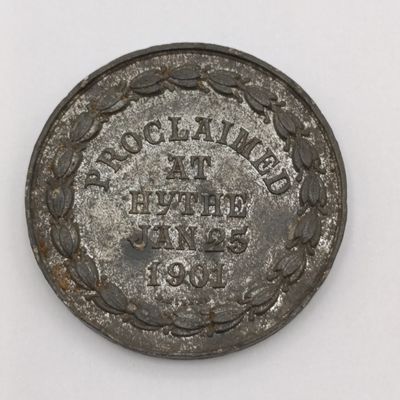 PROCLAIMED
AT
HYTHE
JAN 25
1901